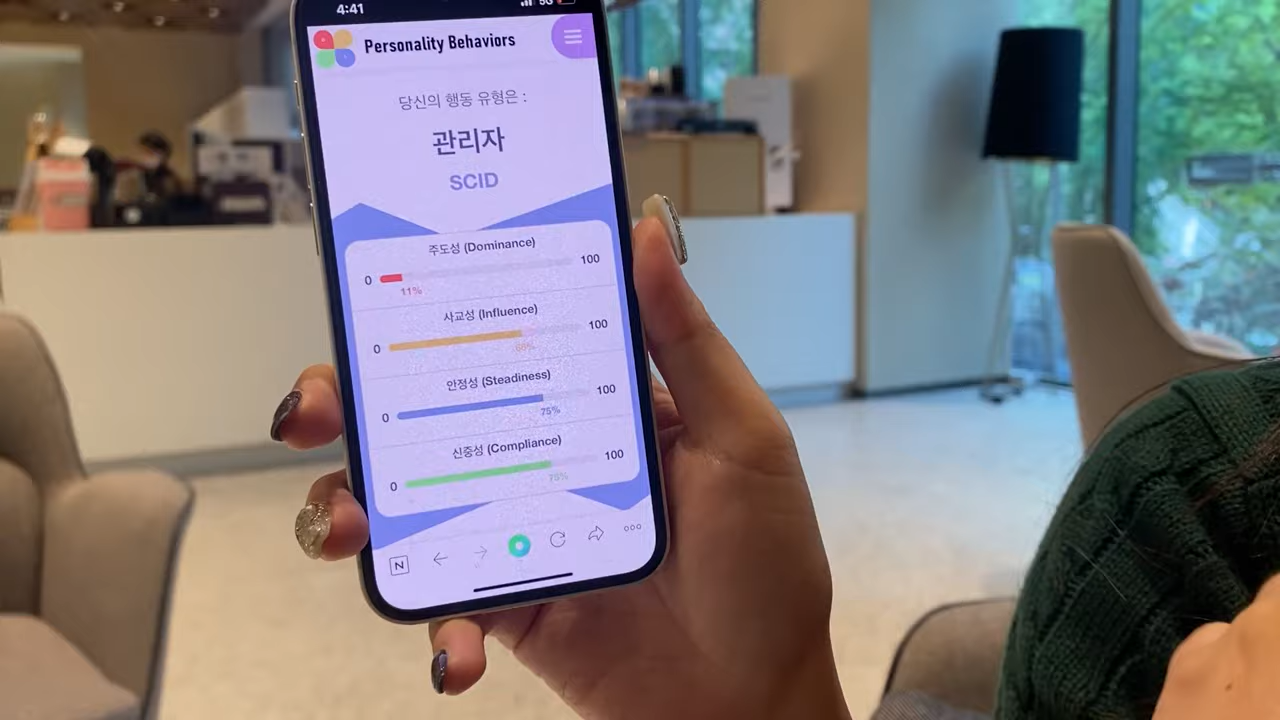 4:41
5G
Personality Behaviors
당신의 행동 유형은 :
관리자
SCID
주도성 (Dominance)
0
100
11%
사교성 (Influence)
0
100
안정성 (Steadiness)
0
100
75%
신중성 (Compliance)
0
100
75%
N